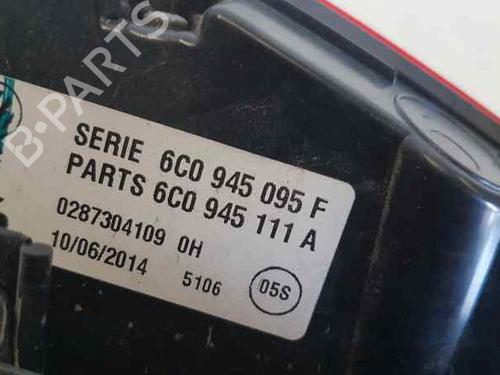 B-PARTS
SERIE 6C0 945 095 F
PARTS 6C0 945 111 A
0287304109 0H
10/06/2014 5106 05S